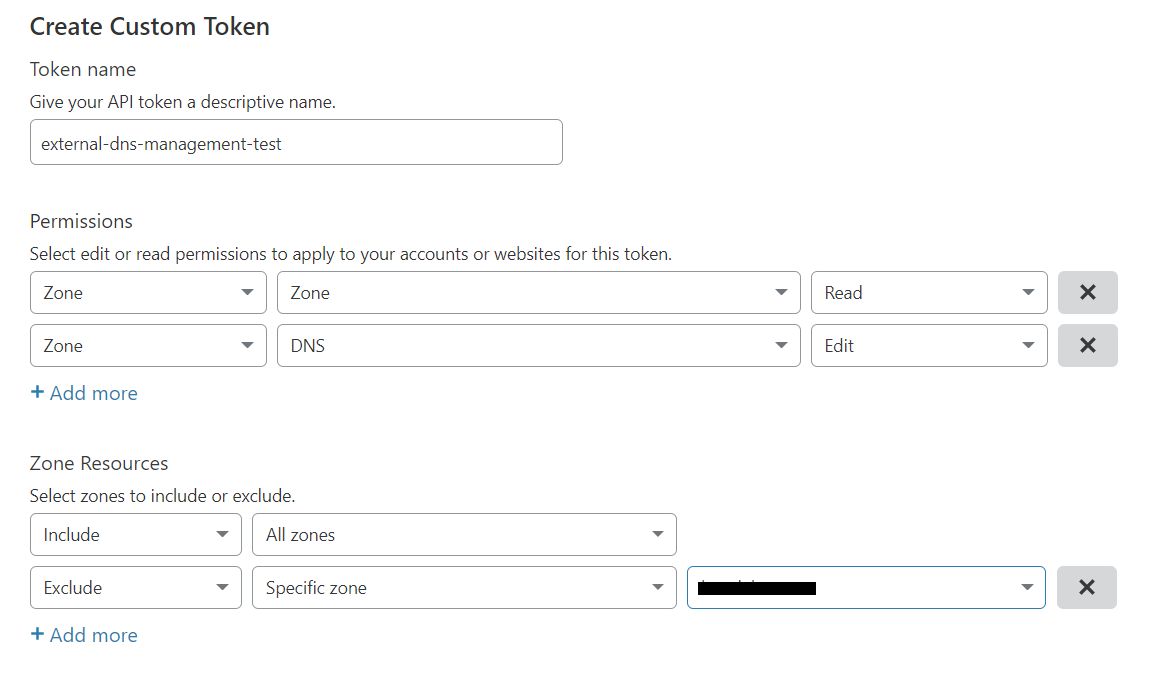 Create Custom Token
Token name
Give your API token a descriptive name.
external-dns-management-test
Permissions
Select edit or read permissions to apply to your accounts or websites for this token.
Zone Zone Read
Zone DNS Edit
+ Add more
Zone Resources
Select zones to include or exclude.
Include All zones
Exclude Specific zone
+ Add more